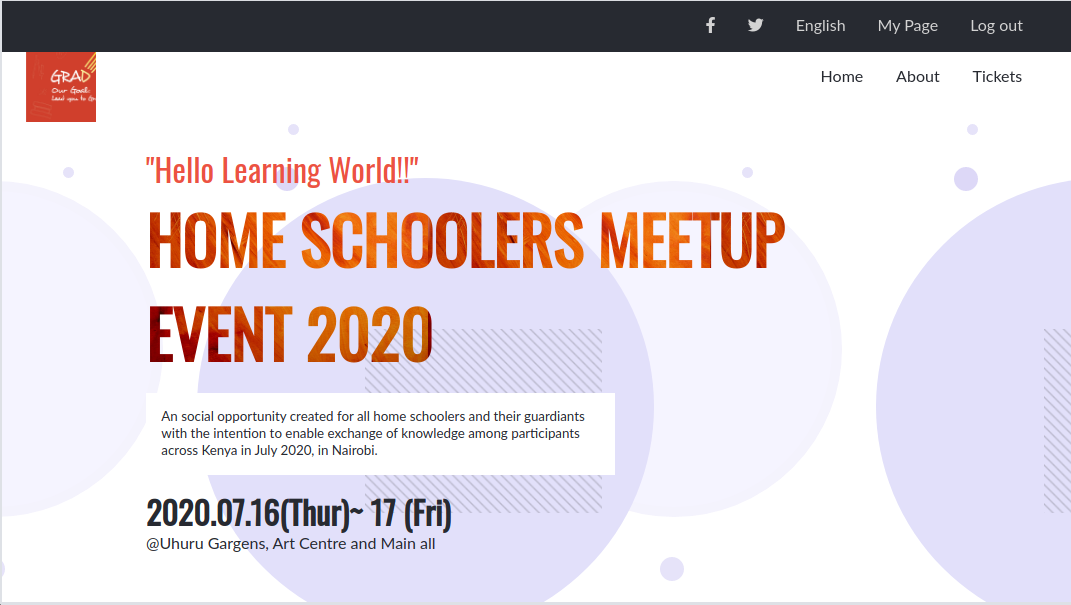 English My Page Log out
GRAD
Our Goal:
Lead you to
Home About Tickets
"Hello Learning World!!"
HOME SCHOOLERS MEETUP
EVENT 2020
An social opportunity created for all home schoolers and their guardiants
with the intention to enable exchange of knowledge among participants
across Kenya in July 2020, in Nairobi.
2020.07.16(Thur)~ 17 (Fri)
@Uhuru Gargens, Art Centre and Main all